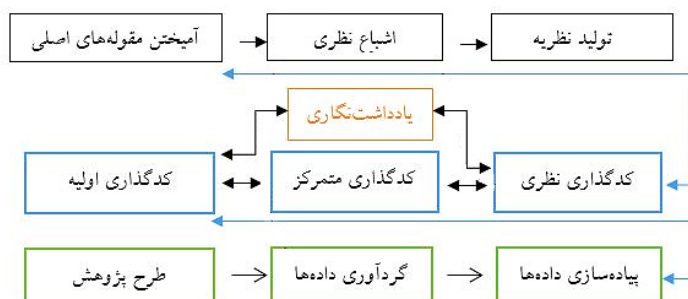 آمیختن مقوله‌های اصلی
اشباع نظری
تولید نظریه
یادداشت‌نگاری
کدگذاری اولیه
کدگذاری متمرکز
کدگذاری نظری
طرح پژوهش
گردآوری داده‌ها
پیاده‌سازی داده‌ها